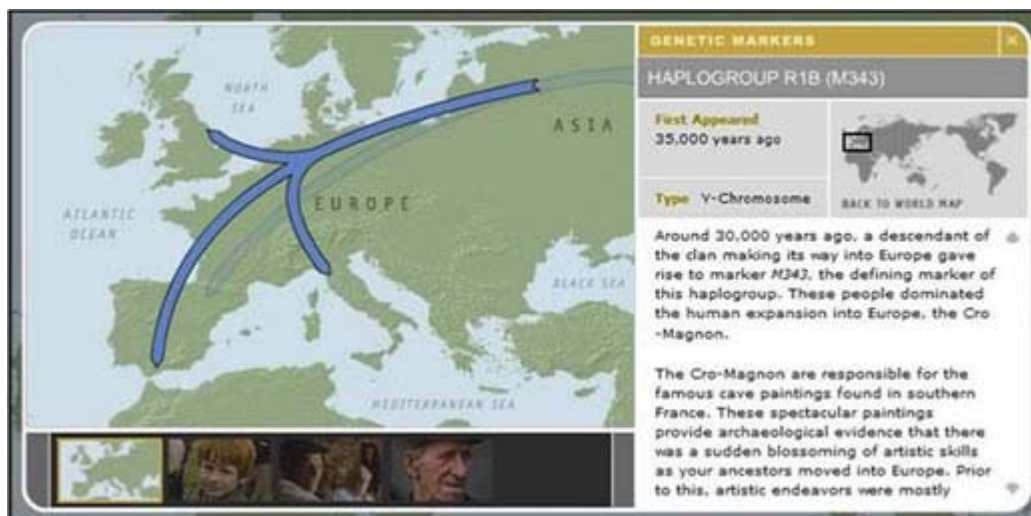 GENETIC MARKERS
HAPLOGROUP R1B (M343)
First Appeared
35,000 years ago
Type Y-Chromosome
BACK TO WORLD MAP
NORTH
SEA
ASIA
EUROPE
ATLANTIC
OCEAN
BLACK SEA
MEDITERRANEAN SEA
Around 30,000 years ago, a descendant of
the clan making its way into Europe gave
rise to marker M343, the defining marker of
this haplogroup. These people dominated
the human expansion into Europe, the Cro
-Magnon.
The Cro-Magnon are responsible for the
famous cave paintings found in southern
France. These spectacular paintings
provide archaeological evidence that there
was a sudden blossoming of artistic skills
as your ancestors moved into Europe. Prior
to this, artistic endeavors were mostly